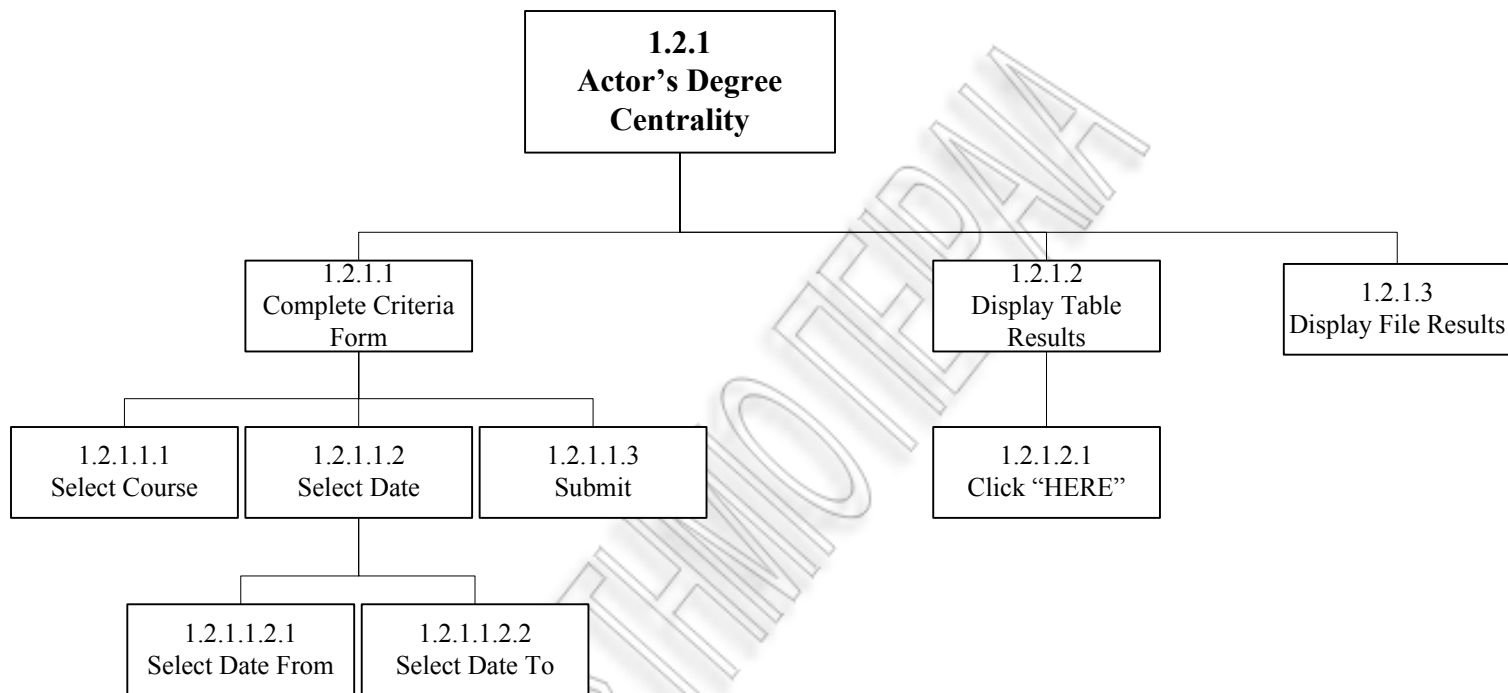 1.2.1
Actor’s Degree
Centrality
1.2.1.1
Complete Criteria
Form
1.2.1.2
Display Table
Results
1.2.1.3
Display File Results
1.2.1.1.1
Select Course
1.2.1.1.2
Select Date
1.2.1.1.3
Submit
1.2.1.2.1
Click “HERE”
1.2.1.1.2.1
Select Date From
1.2.1.1.2.2
Select Date To
ΠΕΙΡΑΙΑ